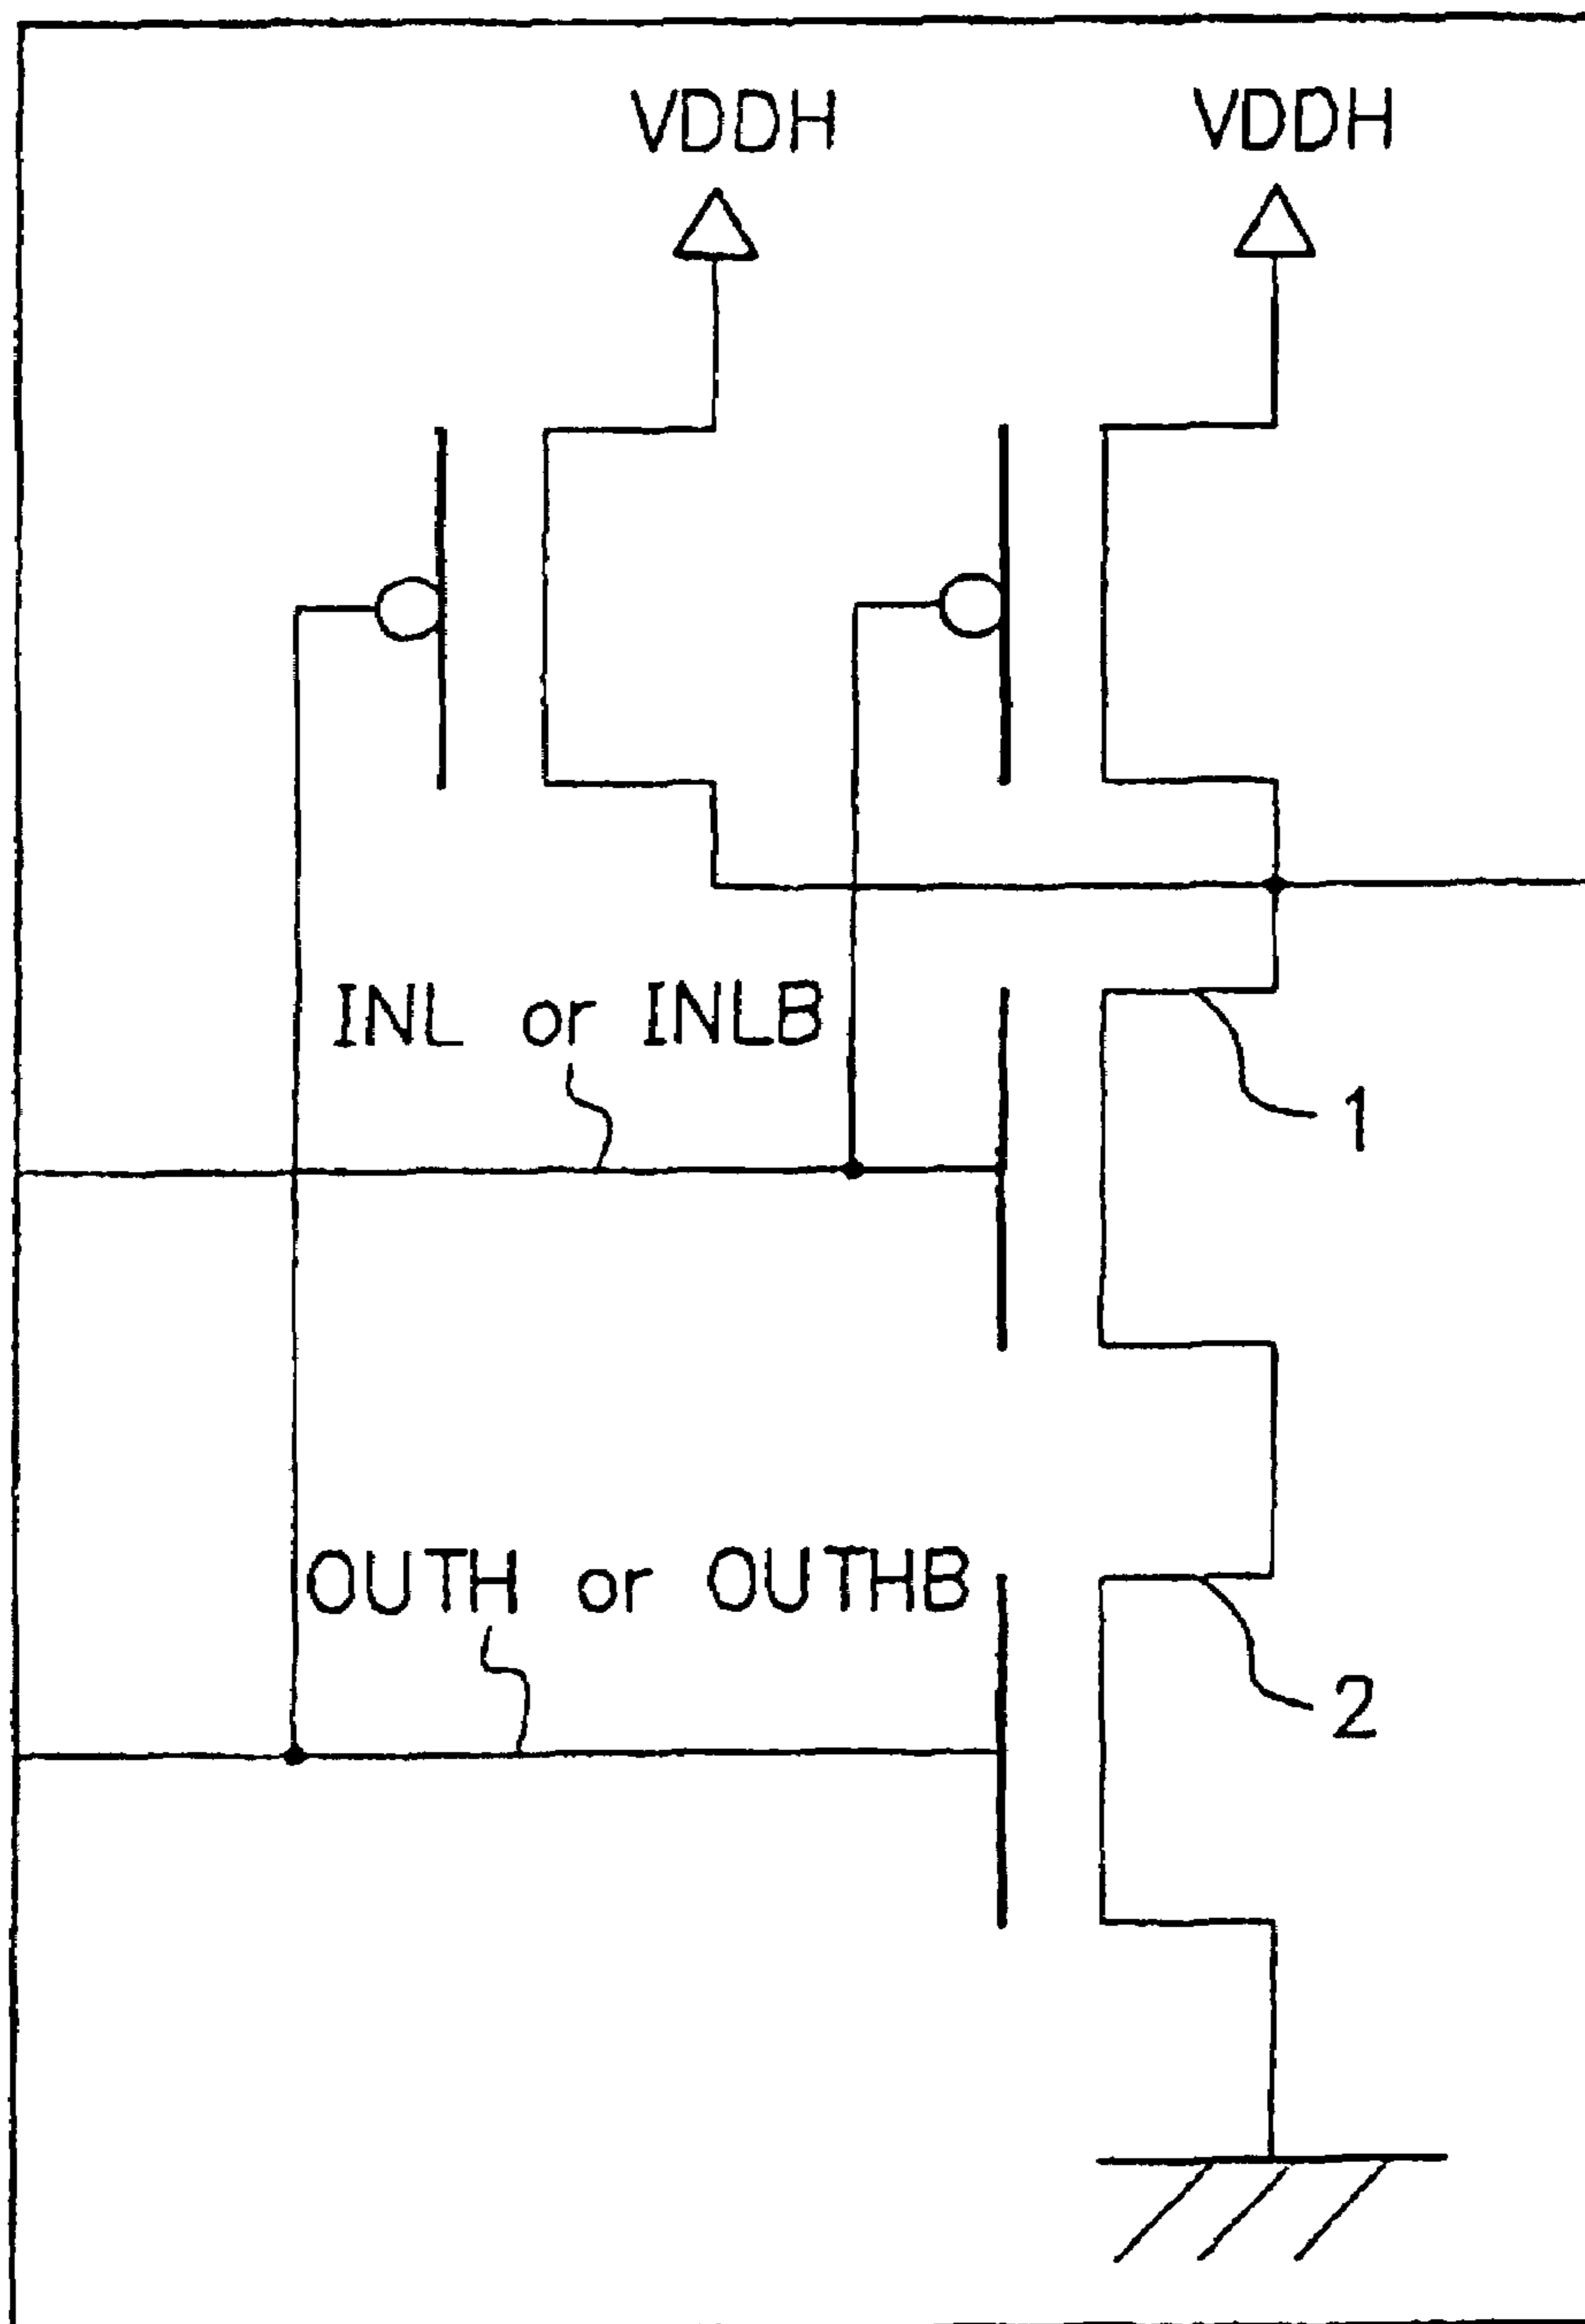 VDDH VDDH
INL or INLB
1
OUTH or OUTHB
2